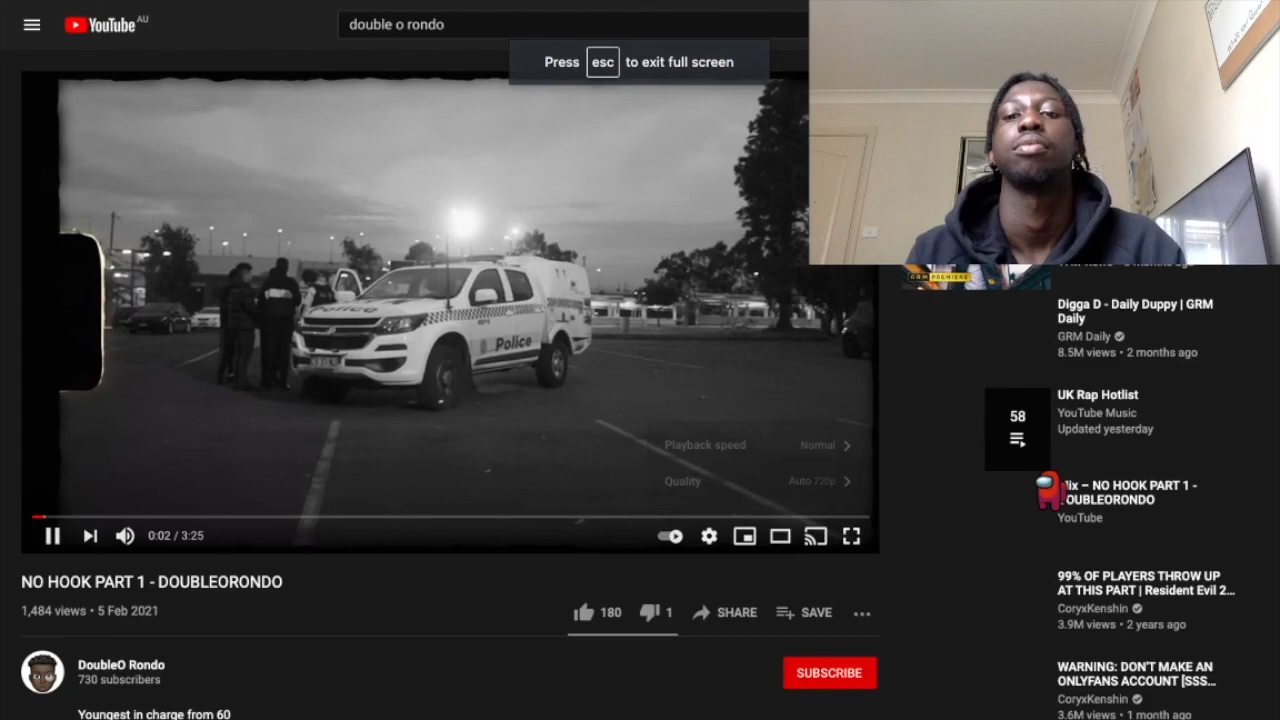 YouTube AU
double o rondo
Press esc to exit full screen
Police
Police
Playback speed Normal
Quality Auto 720p
0:02 / 3:25
NO HOOK PART 1 - DOUBLEORONDO
1,484 views • 5 Feb 2021
180 1 SHARE SAVE
DoubleO Rondo
730 subscribers
SUBSCRIBE
Youngest in charge from 60
GRM PREMIERE
Digga D - Daily Duppy | GRM
Daily
GRM Daily
8.5M views • 2 months ago
58
UK Rap Hotlist
YouTube Music
Updated yesterday
Mix – NO HOOK PART 1 -
DOUBLEORONDO
YouTube
99% OF PLAYERS THROW UP
AT THIS PART | Resident Evil 2...
CoryxKenshin
3.9M views • 2 years ago
WARNING: DON'T MAKE AN
ONLYFANS ACCOUNT [SSS...
CoryxKenshin
3.6M views • 1 month ago